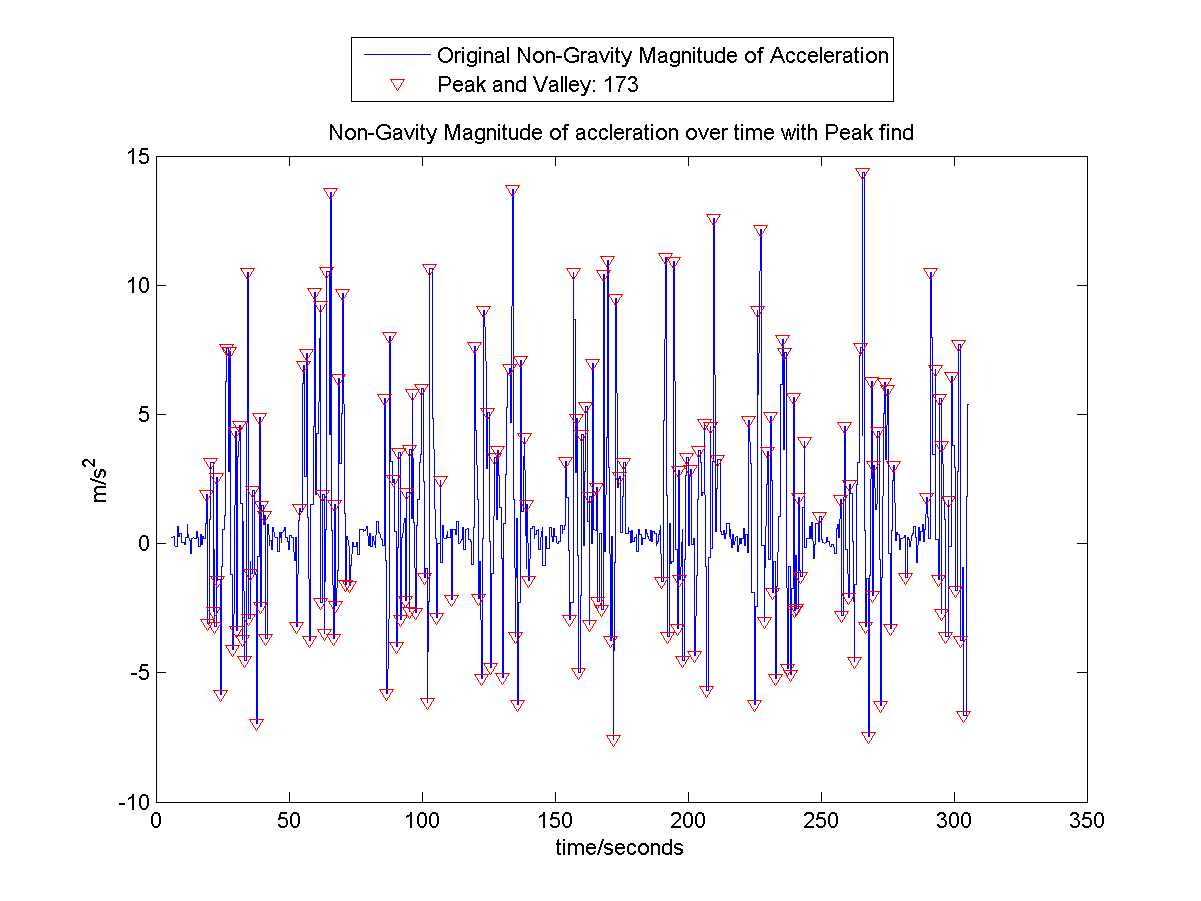 Original Non-Gravity Magnitude of Acceleration
Peak and Valley: 173
Non-Gavity Magnitude of accleration over time with Peak find
15
10
5
0
-5
-10
m/s²
0 50 100 150 200 250 300 350
time/seconds